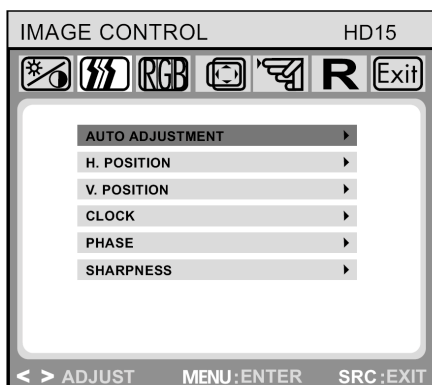 IMAGE CONTROL HD15
RGB R Exit
AUTO ADJUSTMENT
H. POSITION
V. POSITION
CLOCK
PHASE
SHARPNESS
< > ADJUST MENU:ENTER SRC:EXIT